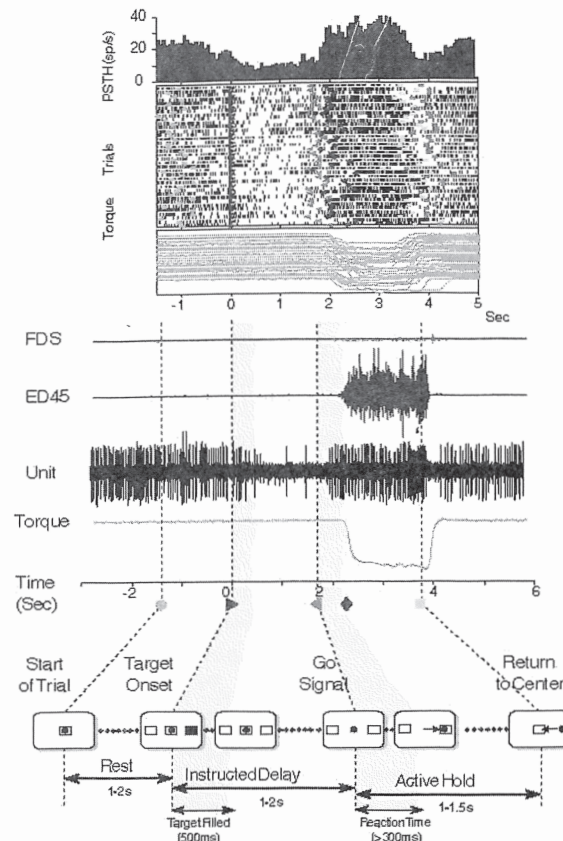 PSTH (sp/s)
40
20
0
Trials
Torque
-1 0 1 2 3 4 5
Sec
FDS
ED45
Unit
Torque
Time
(Sec)
-2 0 2 4 6
Start
of Trial
Target
Onset
Go
Signal
Return
to Center
Rest
1-2s
Instructed Delay
1-2s
Active Hold
1-1.5s
Target Filled
(500ms)
Reaction Time
(>300ms)